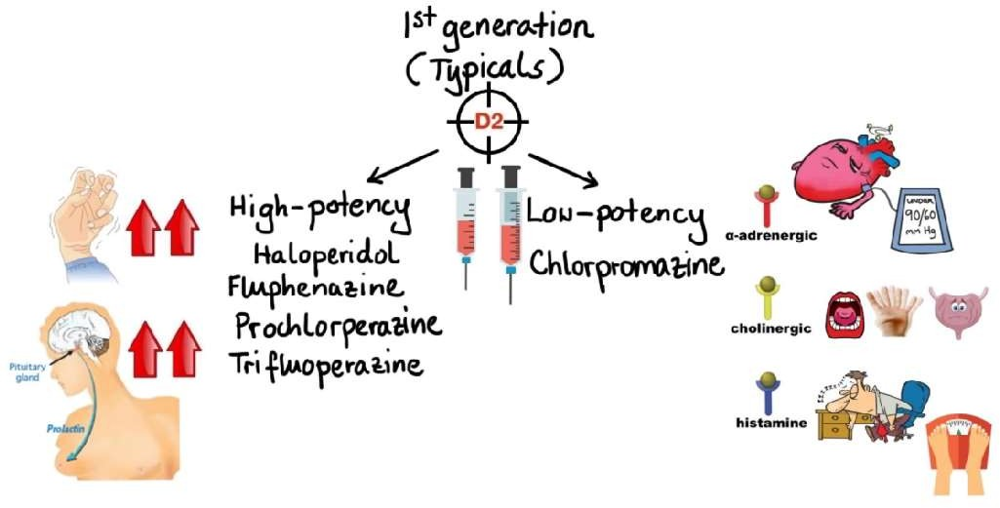 1st generation
(Typicals)
D2
High-potency
Haloperidol
Fluphenazine
Prochlorperazine
Trifluoperazine
Low-potency
Chlorpromazine
Pituitary
gland
Prolactin
α-adrenergic
UNDER
90/60
mm Hg
cholinergic
histamine
zzzzz